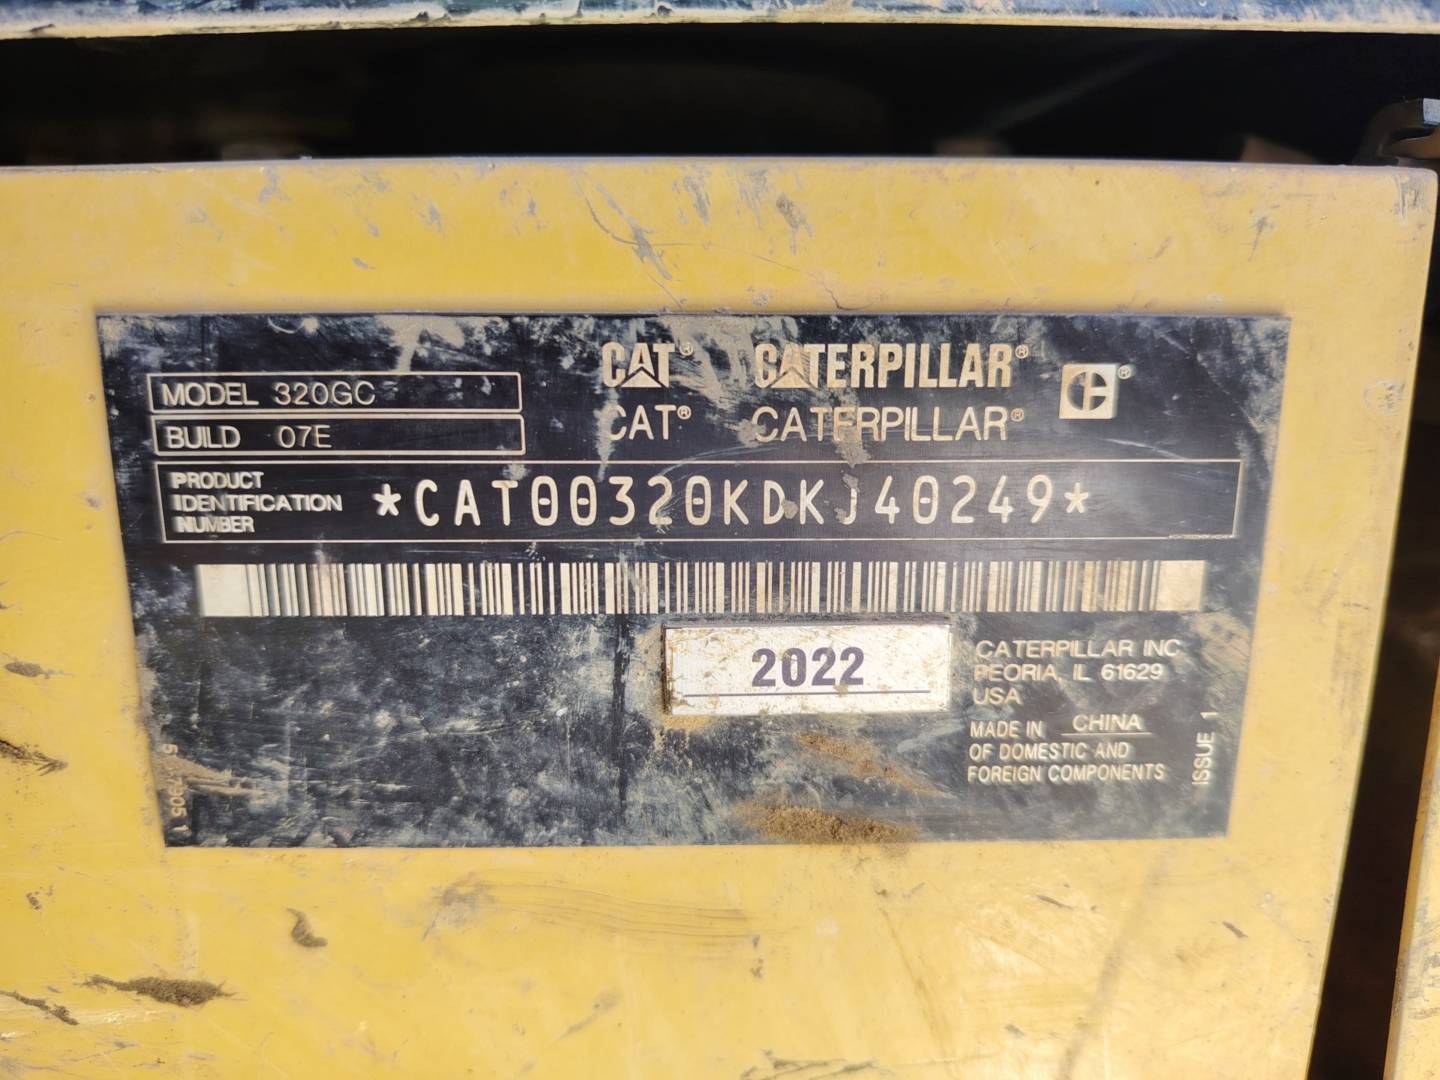 MODEL 320GC
BUILD 07E
CAT® CATERPILLAR® ®
CAT® CATERPILLAR®
PRODUCT
IDENTIFICATION
NUMBER
*CAT00320KDKJ40249*
2022
CATERPILLAR INC
PEORIA, IL 61629
USA
MADE IN CHINA
OF DOMESTIC AND
FOREIGN COMPONENTS
ISSUE 1